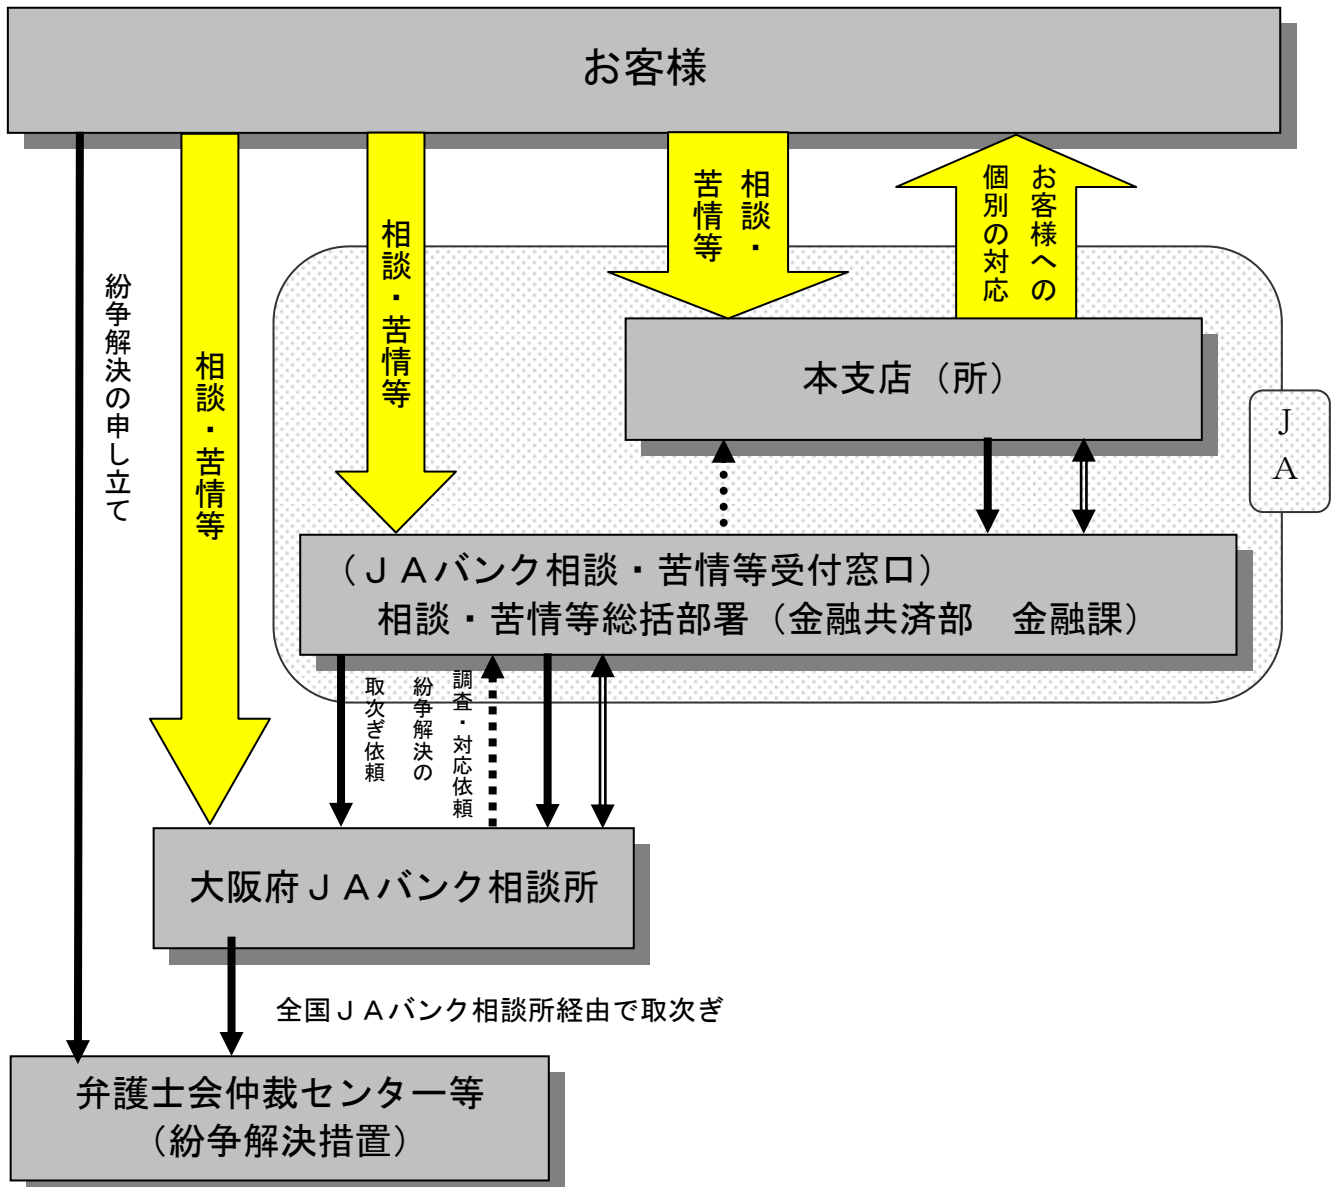 お客様
相談・
苦情等
お客様への
個別の対応
相談・苦情等
紛争解決の申し立て
相談・苦情等
本支店（所）
ＪＡ
（ＪＡバンク相談・苦情等受付窓口）
相談・苦情等総括部署（金融共済部　金融課）
調査・対応依頼
紛争解決の
取次ぎ依頼
大阪府ＪＡバンク相談所
全国ＪＡバンク相談所経由で取次ぎ
弁護士会仲裁センター等
（紛争解決措置）